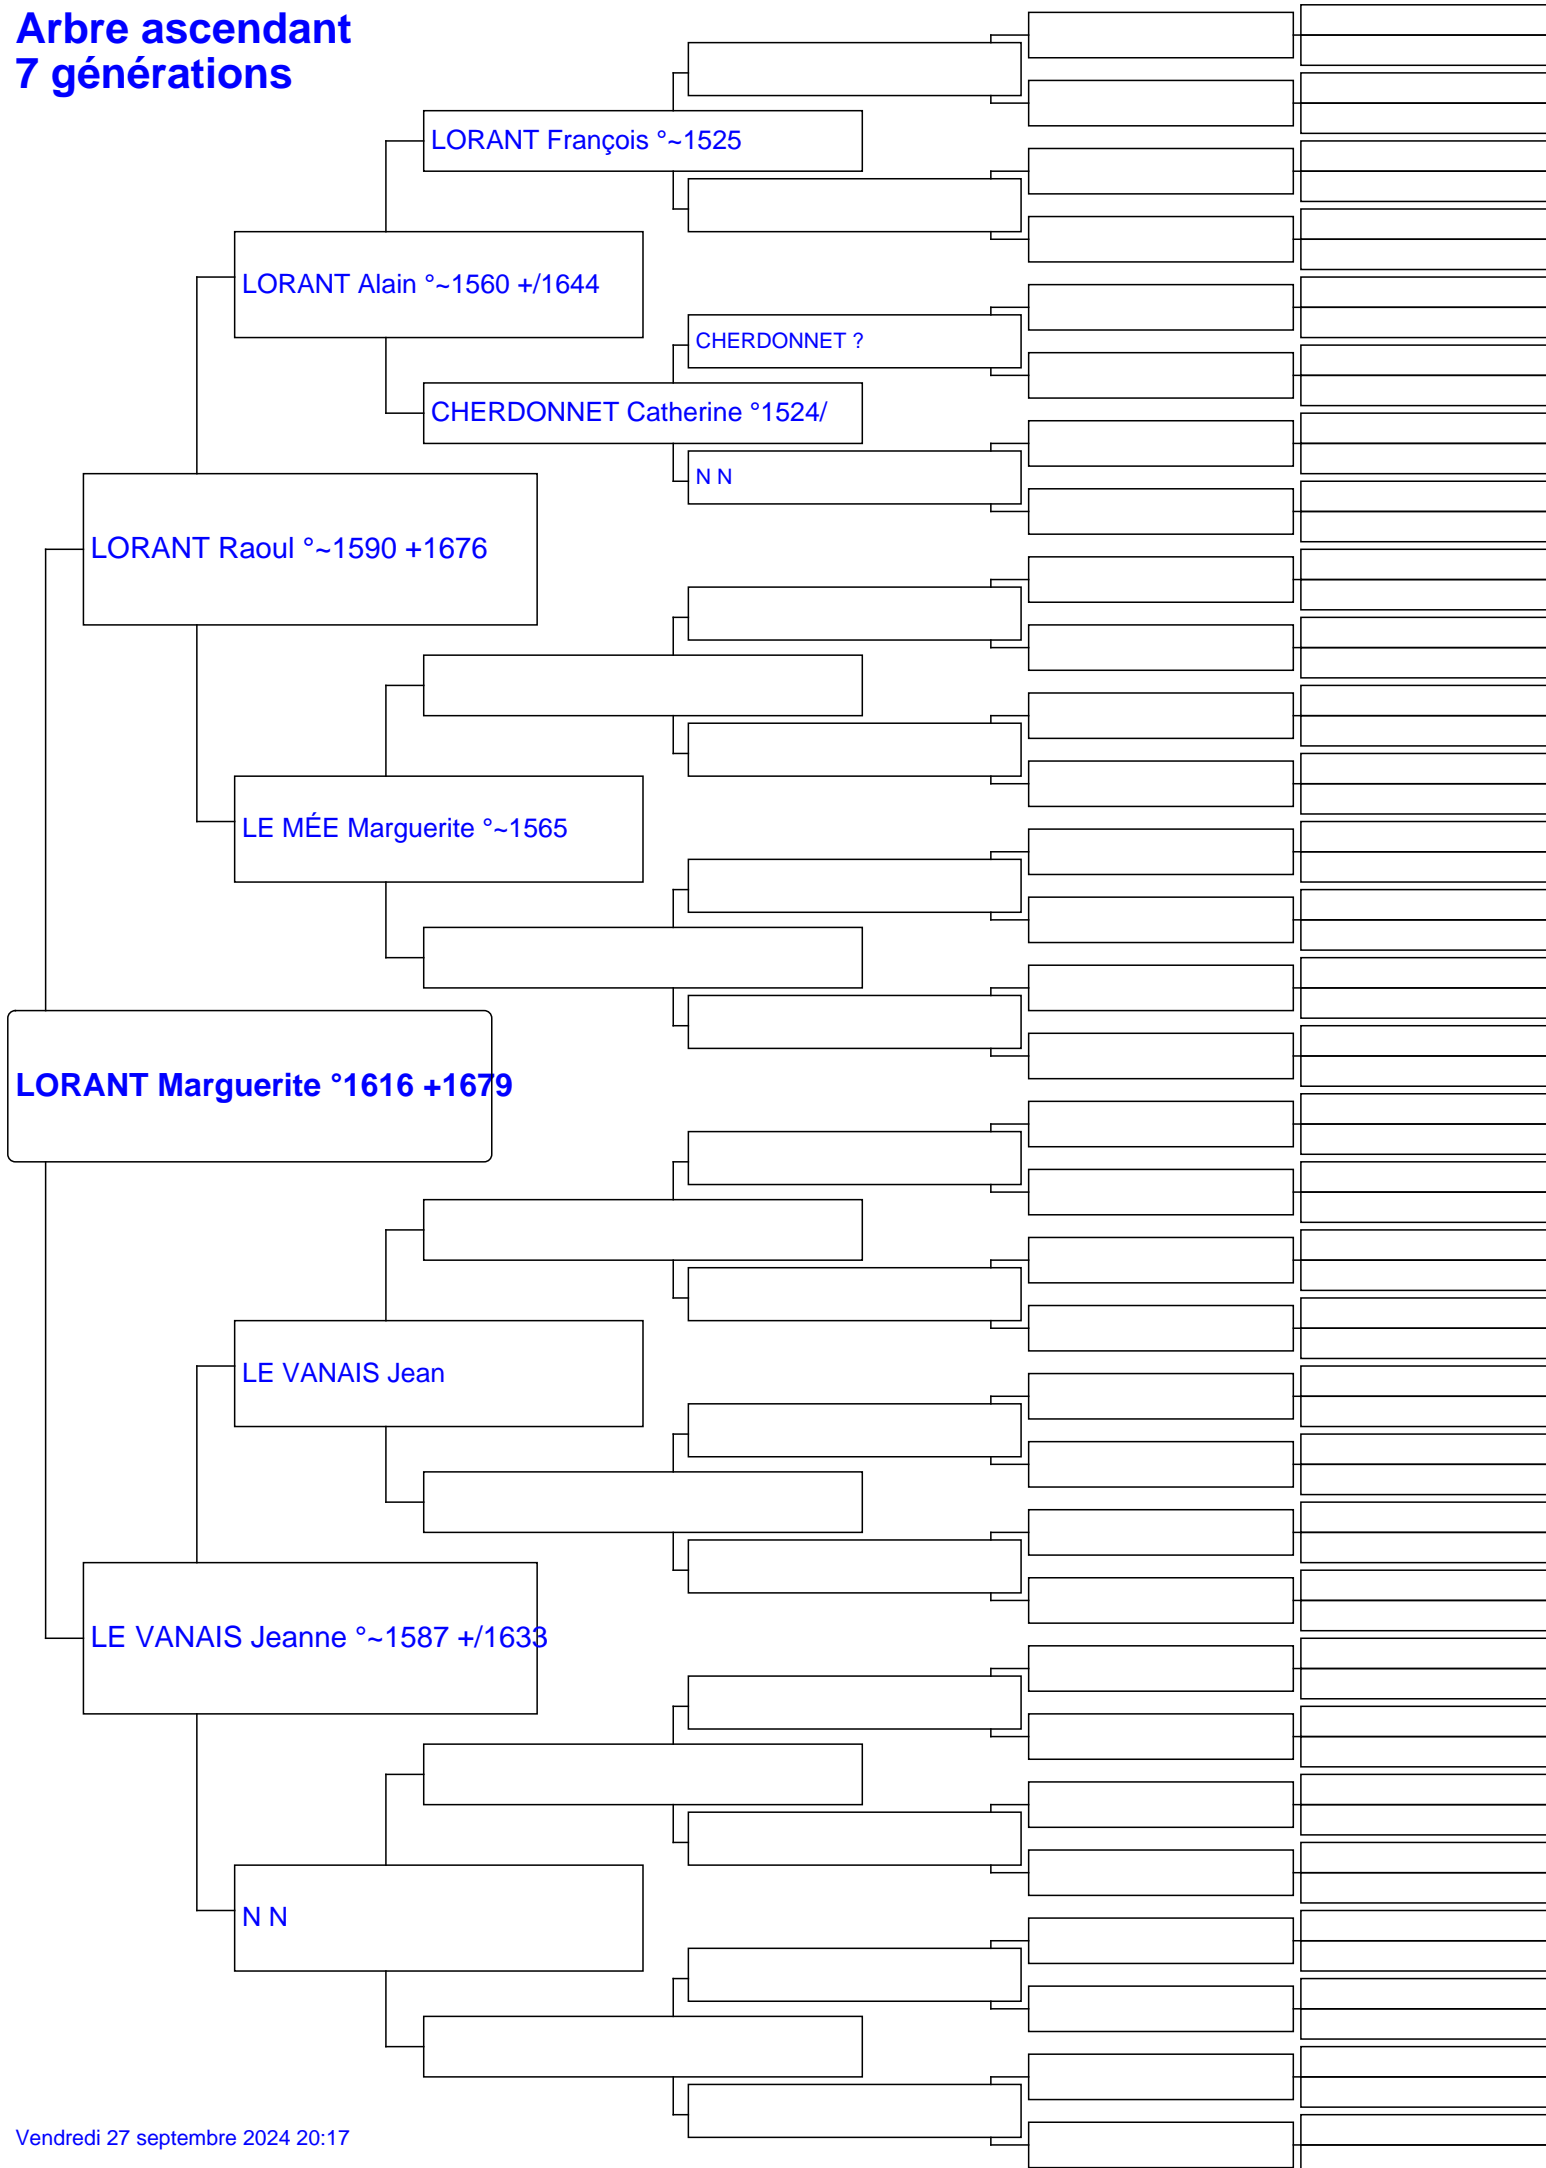 Arbre ascendant
7 générations
LORANT François °~1525
LORANT Alain °~1560 +/1644
CHERDONNET ?
CHERDONNET Catherine °1524/
N N
LORANT Raoul °~1590 +1676
LE MÉE Marguerite °~1565
LORANT Marguerite °1616 +1679
LE VANAIS Jean
LE VANAIS Jeanne °~1587 +/1633
N N
Vendredi 27 septembre 2024 20:17